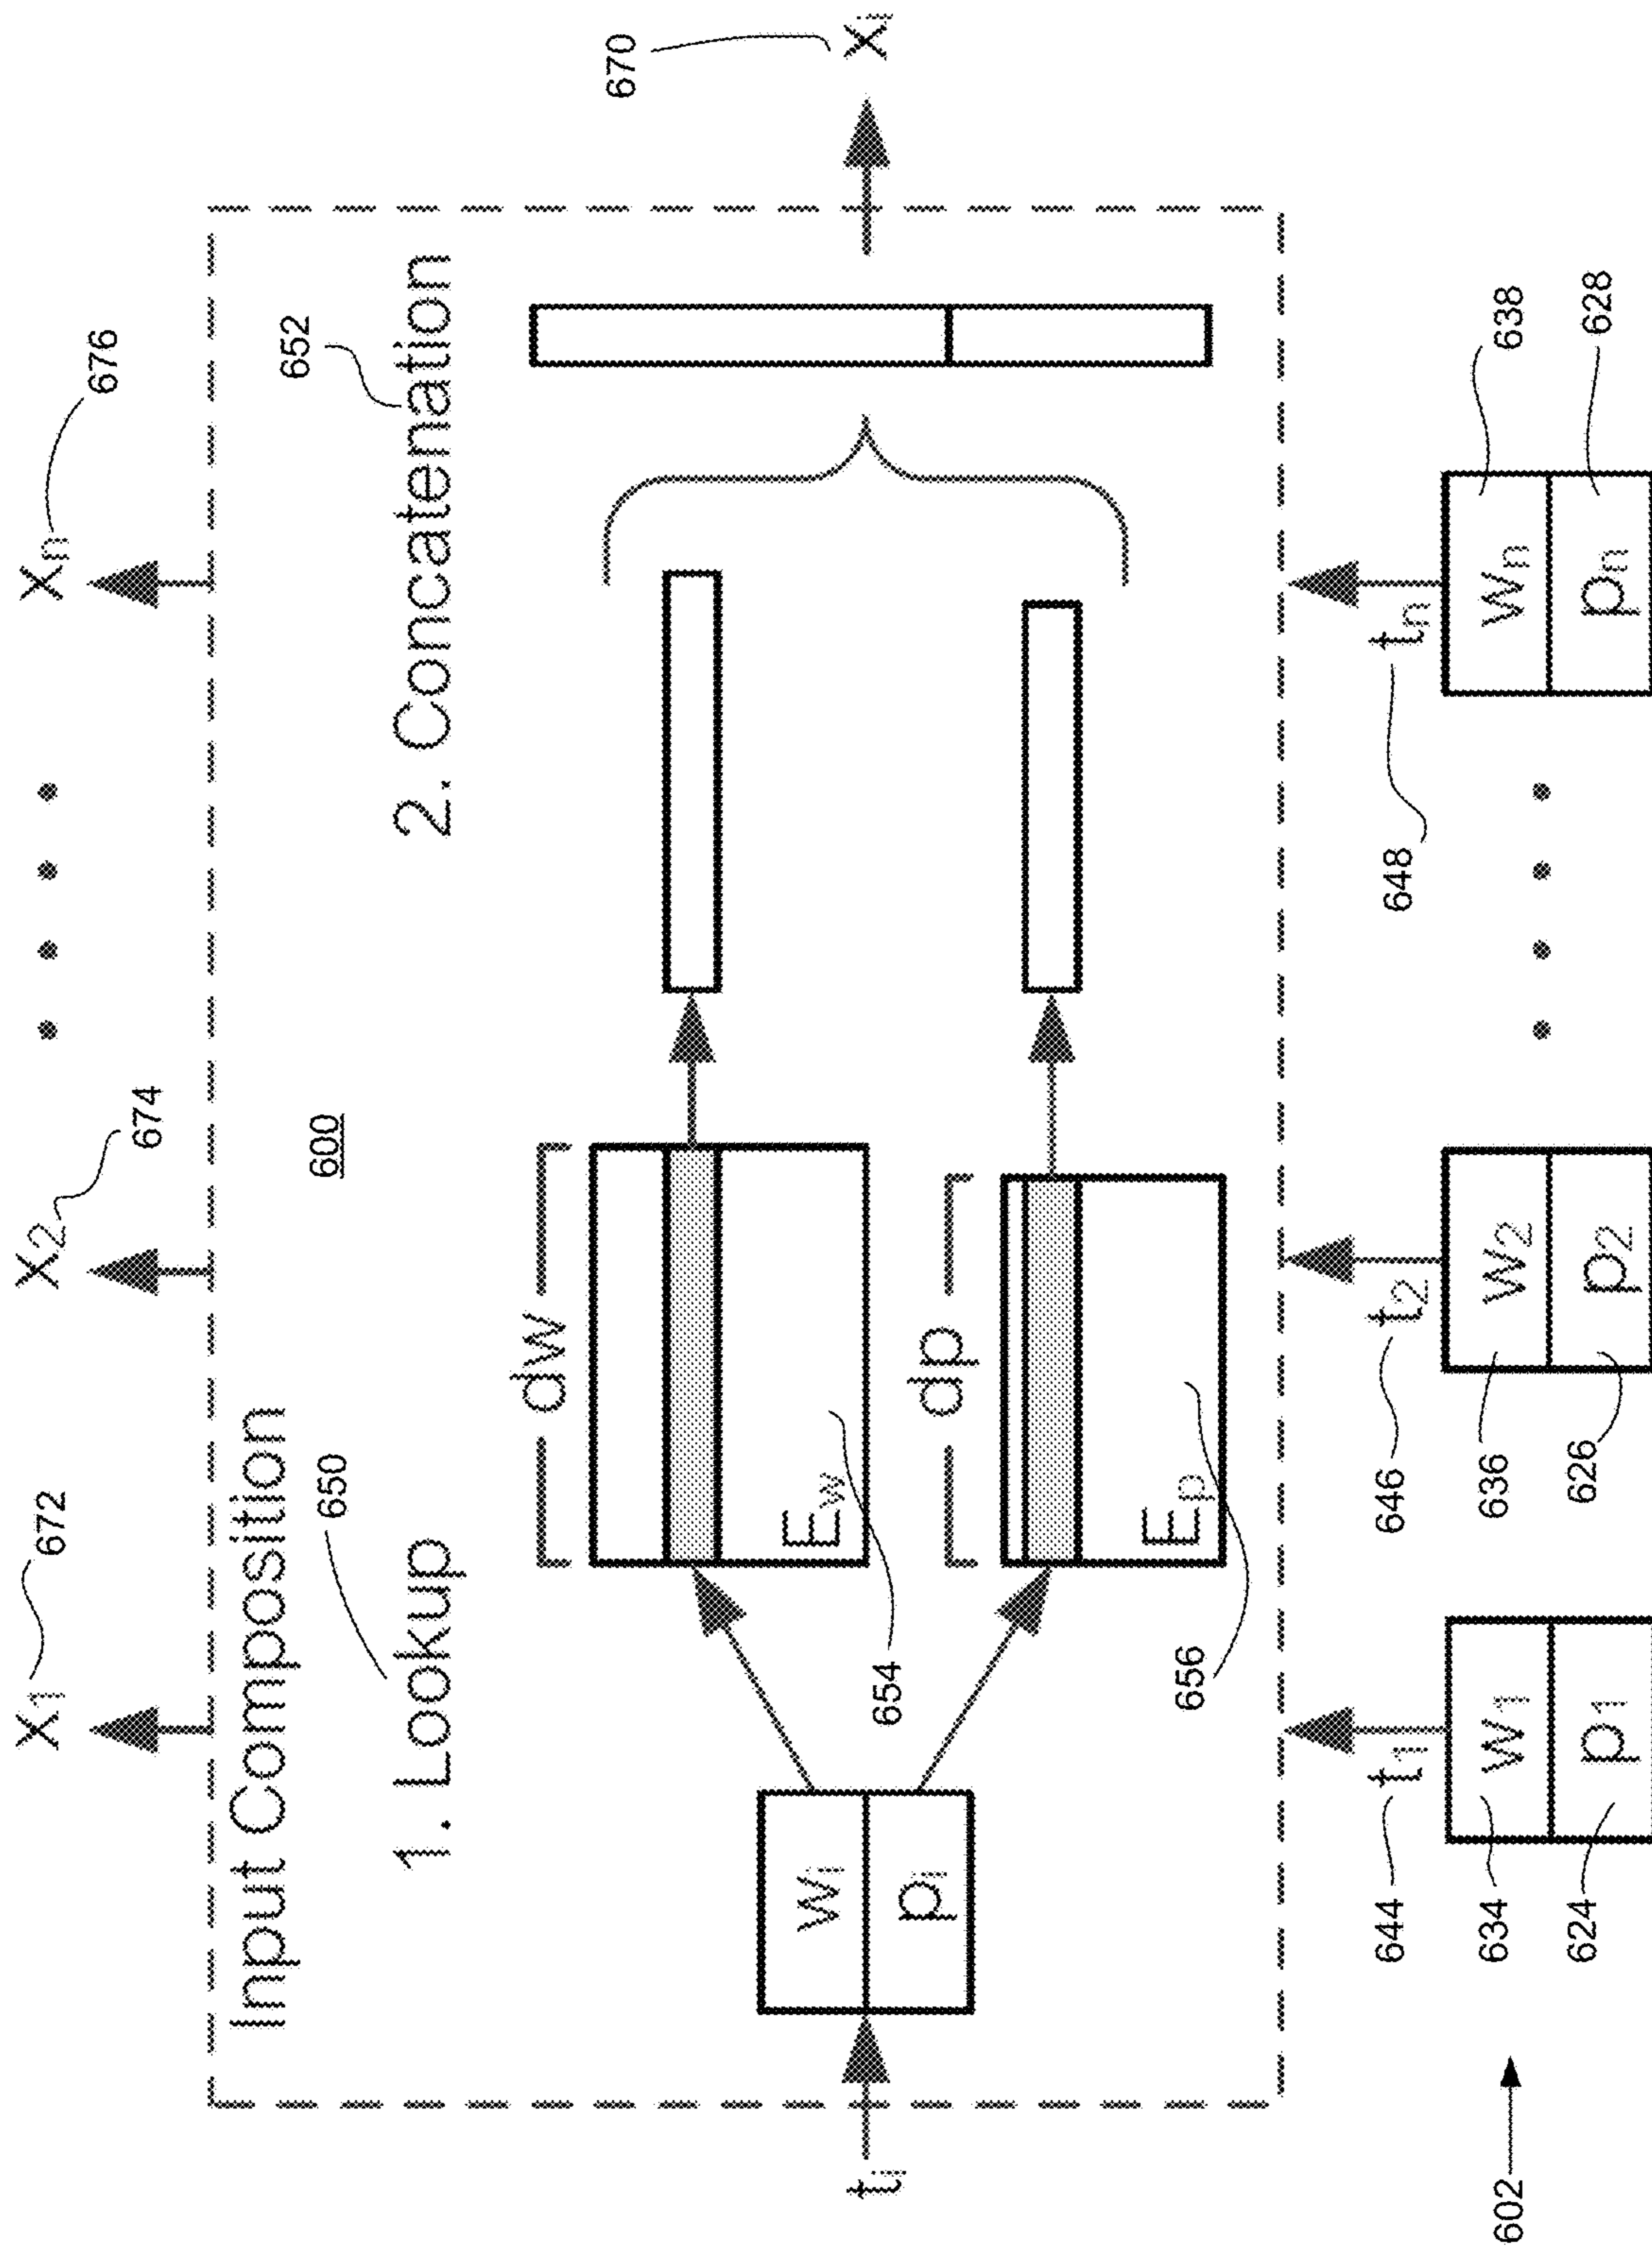 X₁ X₂ • • • • Xₙ
672 674 676
Input Composition
650 600 652
1. Lookup 2. Concatenation
dw
670
wᵢ E_w
tᵢ 654 Xᵢ
pᵢ dp
E_p
656
644 t₁ 646 t₂ 648 tₙ
634 w₁ 636 w₂ wₙ 638
602 • • • •
624 p₁ 626 p₂ pₙ 628